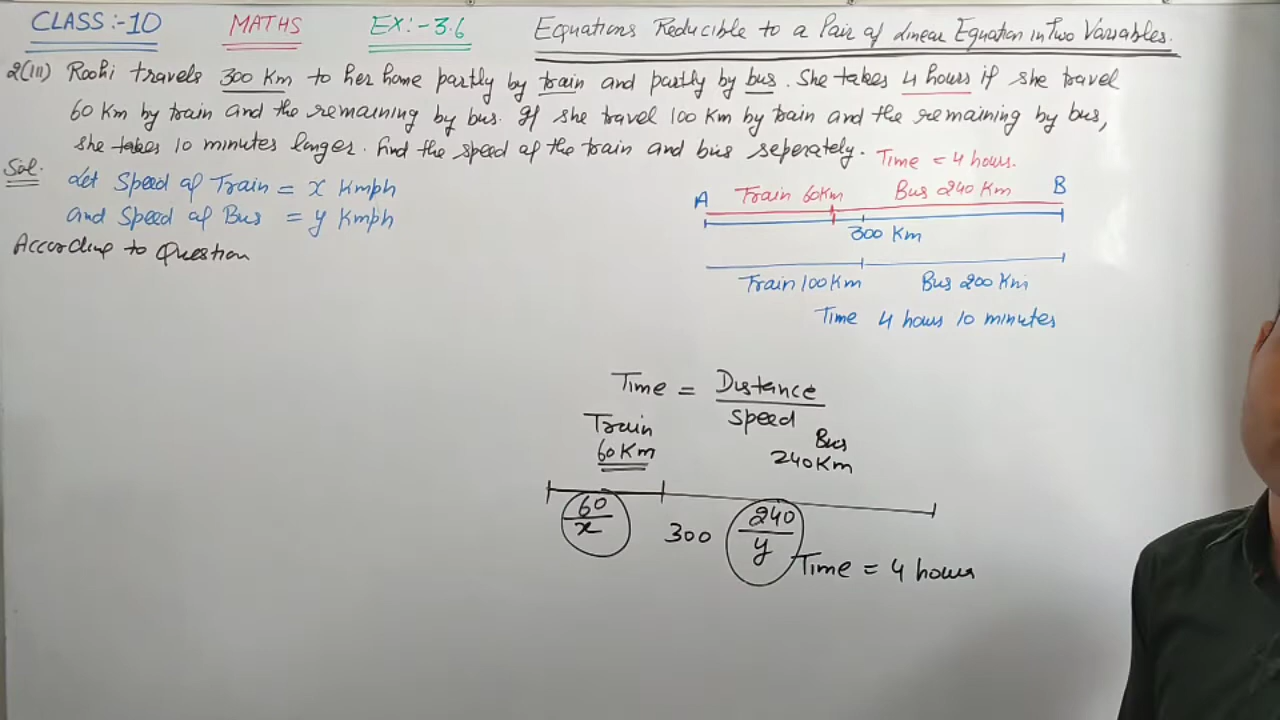 CLASS:-10 MATHS EX:-3.6 Equations Reducible to a Pair of Linear Equation in Two Variables.
2(III) Roohi travels 300 Km to her home partly by train and partly by bus. She takes 4 hours if she travel
60 Km by train and the remaining by bus. If she travel 100 Km by train and the remaining by bus,
she takes 10 minutes longer. Find the speed of the train and bus seperately.
Time = 4 hours.
Sol.
Let Speed of Train = x Kmph
and Speed of Bus = y Kmph
According to Question
A Train 60Km Bus 240 Km B
300 Km
Train 100 Km Bus 200 Km
Time 4 hours 10 minutes
Time = Distance
Speed
Train
60 Km
Bus
240 Km
60
x
300
240
y
Time = 4 hours